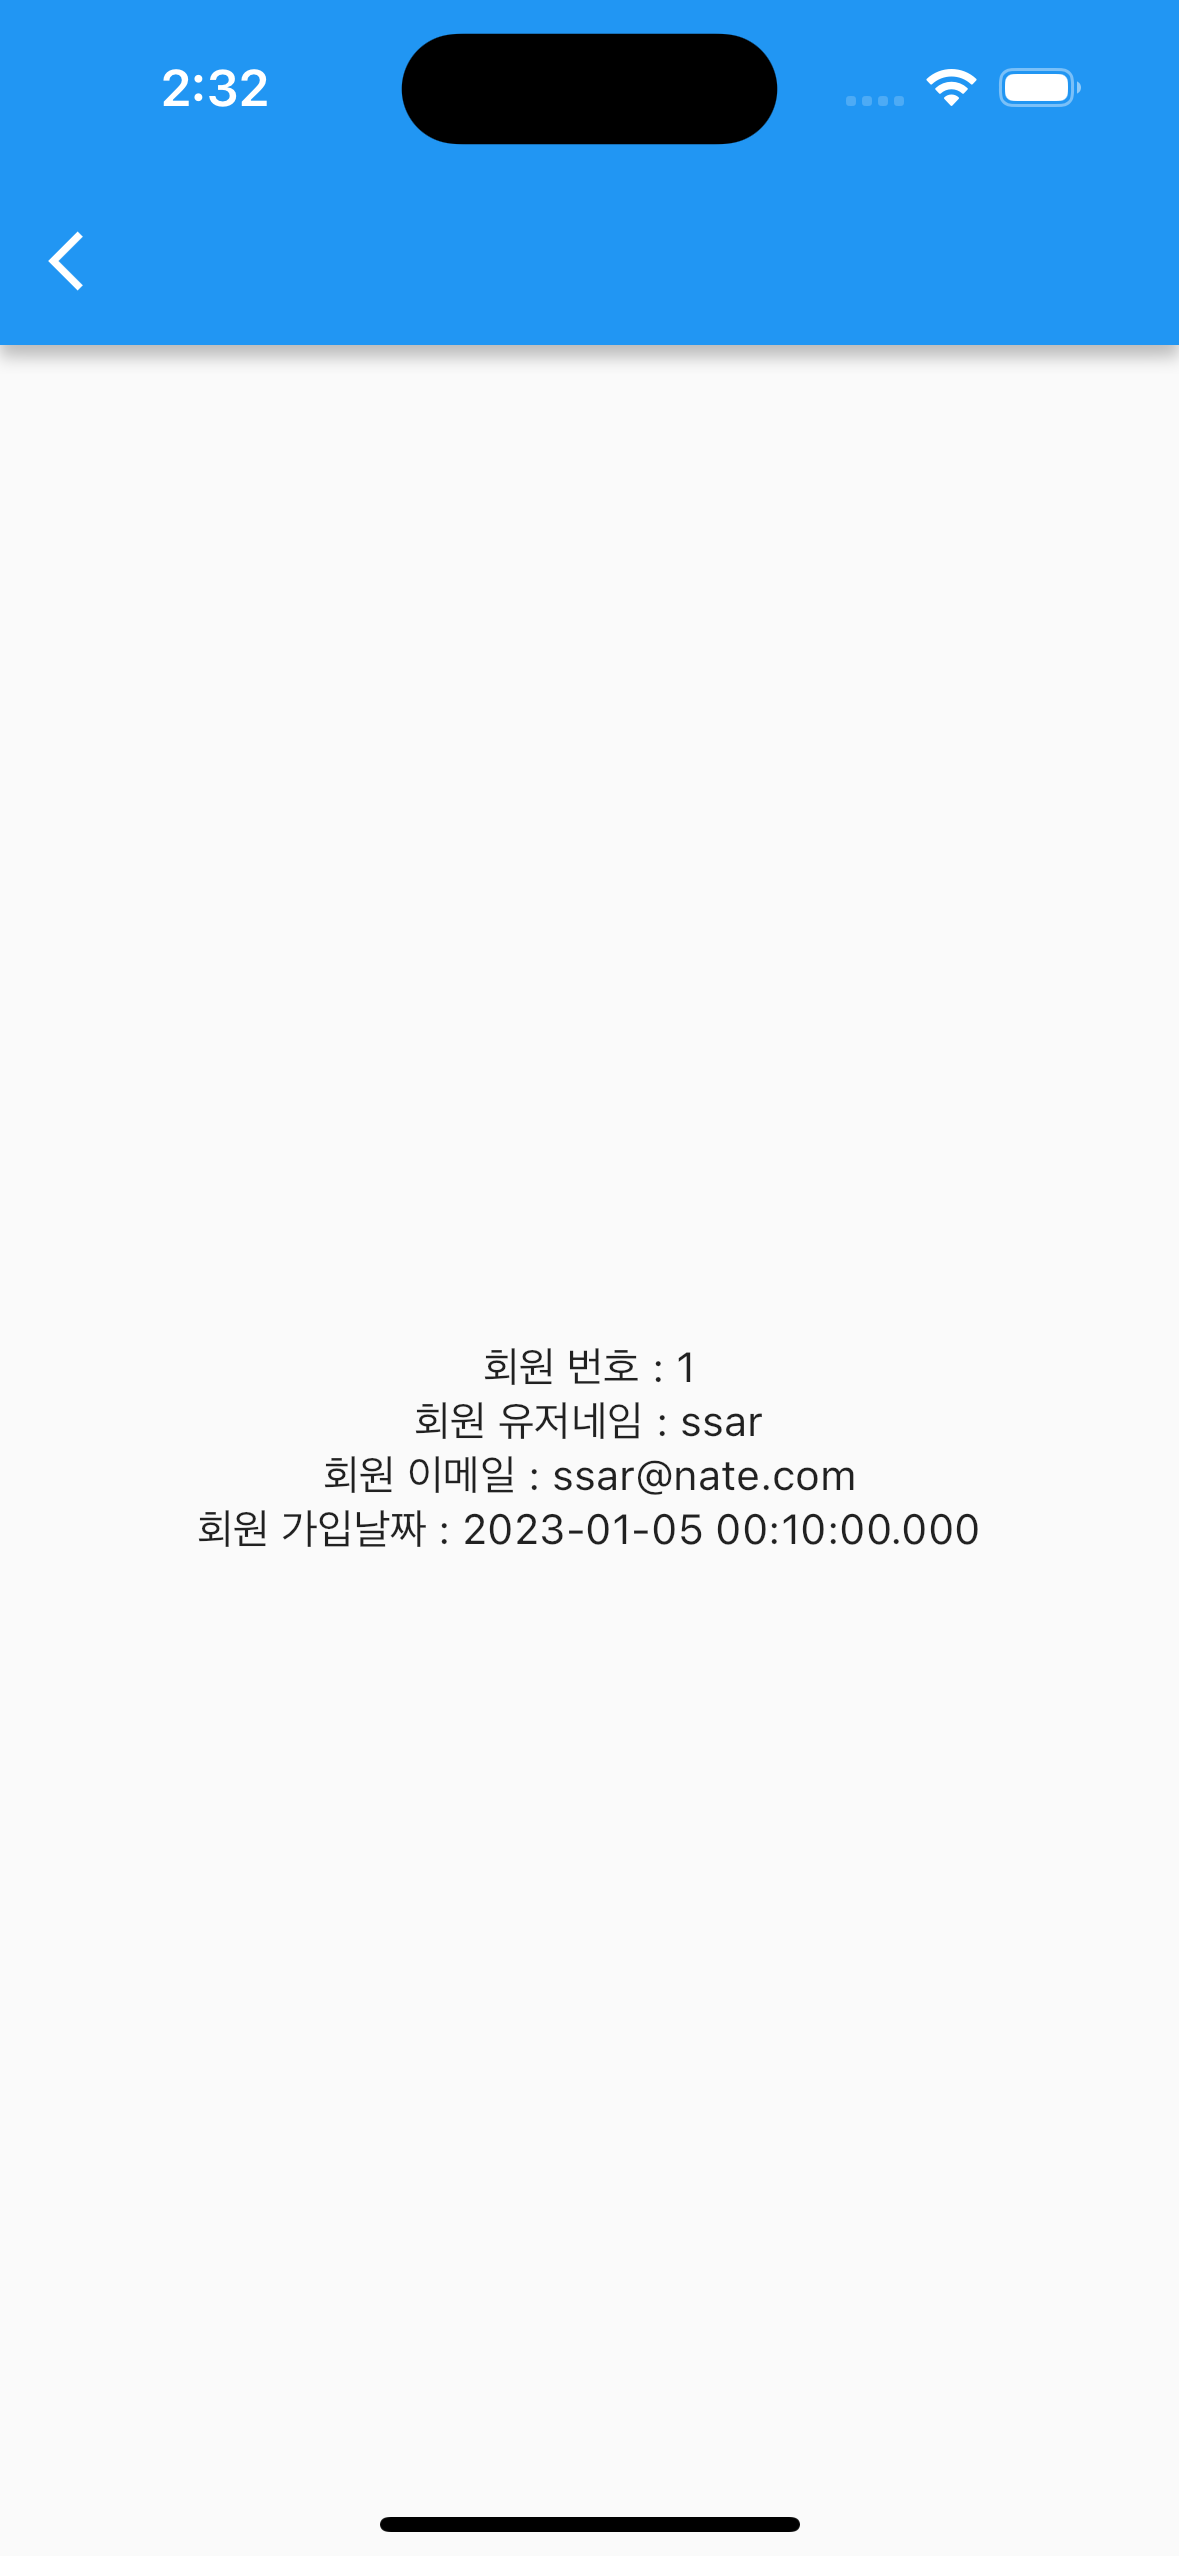 2:32
회원 번호 : 1
회원 유저네임 : ssar
회원 이메일 : ssar@nate.com
회원 가입날짜 : 2023-01-05 00:10:00.000